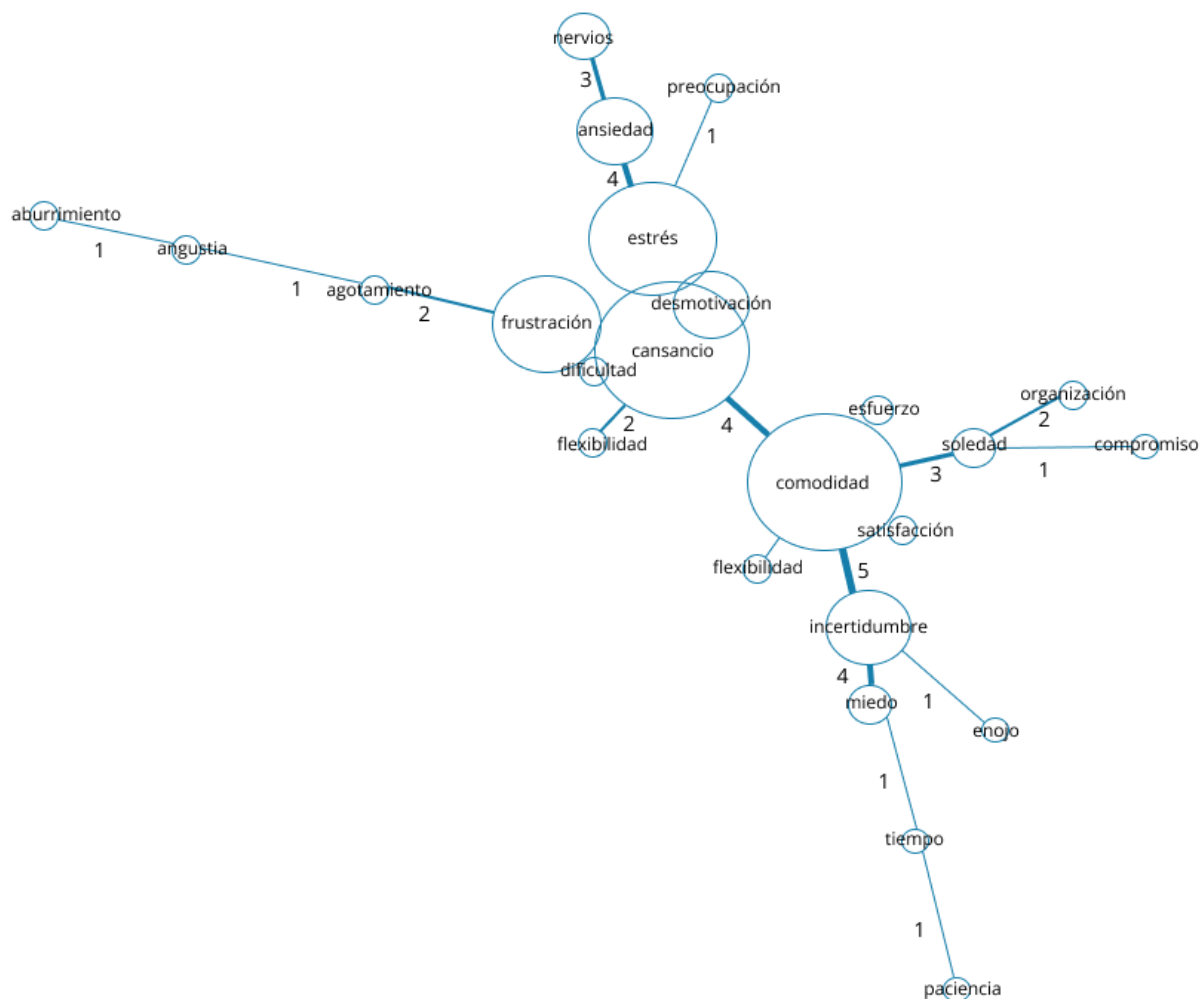 nervios
3
preocupación
ansiedad
1
4
aburrimiento
estrés
1
angustia
1
agotamiento
desmotivación
2
frustración
cansancio
dificultad
organización
esfuerzo
2
4
2
flexibilidad
soledad
compromiso
3
1
comodidad
satisfacción
flexibilidad
5
incertidumbre
4
1
miedo
enojo
1
tiempo
1
paciencia